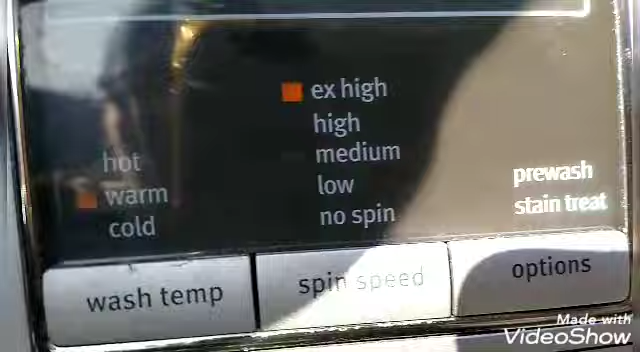 ex high
high
medium
low
no spin
hot
warm
cold
prewash
stain treat
wash temp
spin speed
options
Made with
VideoShow